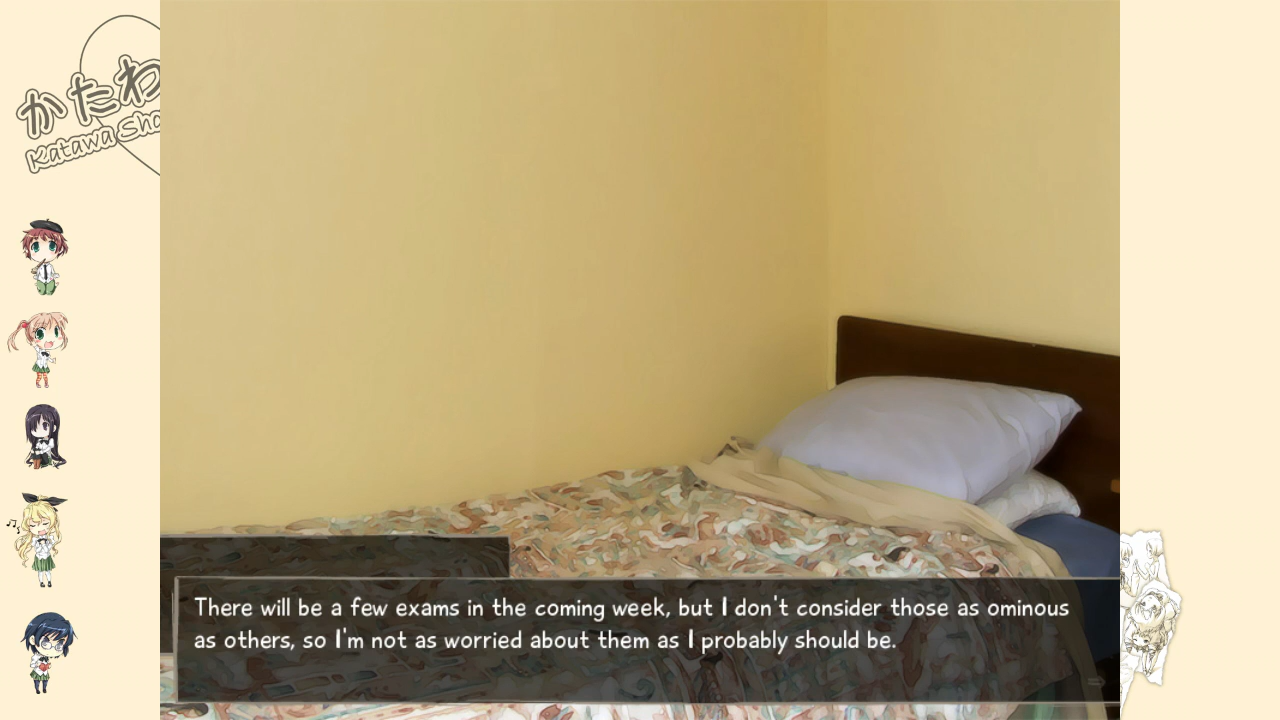 かたわ
Katawa Sho
There will be a few exams in the coming week, but I don't consider those as ominous
as others, so I'm not as worried about them as I probably should be.